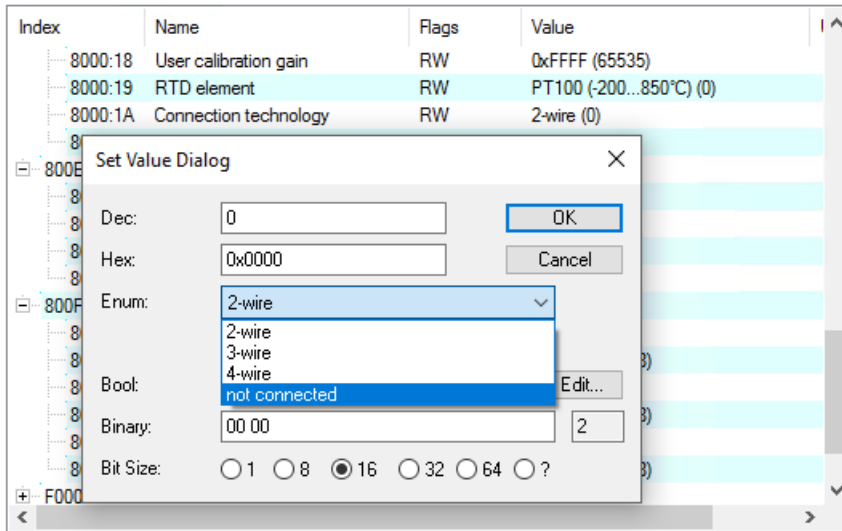 Index Name Flags Value
8000:18 User calibration gain RW 0xFFFF (65535)
8000:19 RTD element RW PT100 (-200...850°C) (0)
8000:1A Connection technology RW 2-wire (0)
Set Value Dialog
Dec: 0 OK
Hex: 0x0000 Cancel
Enum: 2-wire
2-wire
3-wire
4-wire
not connected
Bool: Edit...
Binary: 00 00 2
Bit Size: 1 8 16 32 64 ?
800E
800F
F000